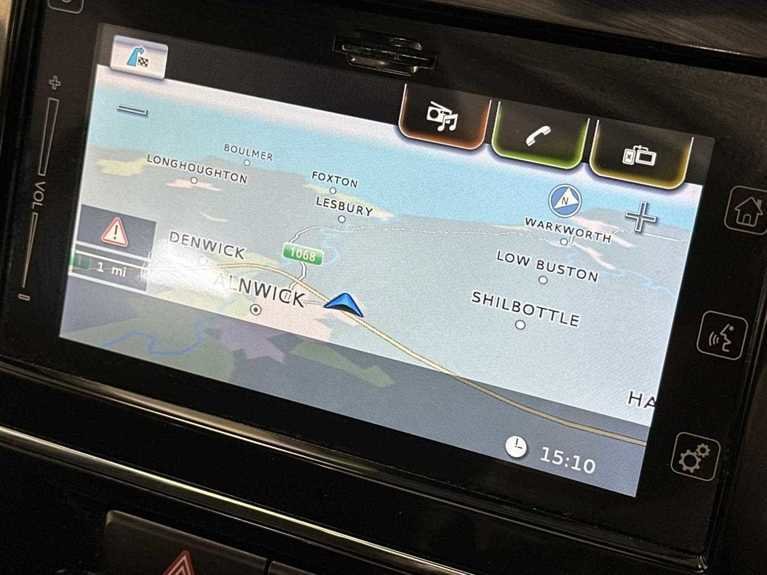 VOL
BOULMER
LONGHOUGHTON
FOXTON
LESBURY
N
WARKWORTH
DENWICK
1068
LOW BUSTON
1 mi
ALNWICK
SHILBOTTLE
HA
15:10